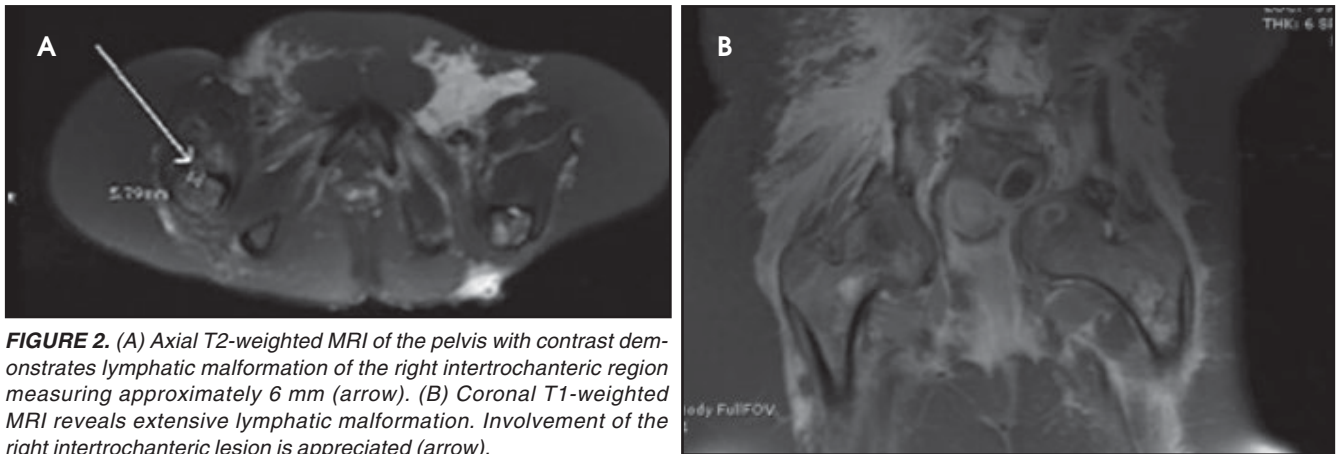 A
5.79mm
B
THK: 6 SI
ody FullFOV
FIGURE 2. (A) Axial T2-weighted MRI of the pelvis with contrast dem-
onstrates lymphatic malformation of the right intertrochanteric region
measuring approximately 6 mm (arrow). (B) Coronal T1-weighted
MRI reveals extensive lymphatic malformation. Involvement of the
right intertrochanteric lesion is appreciated (arrow).